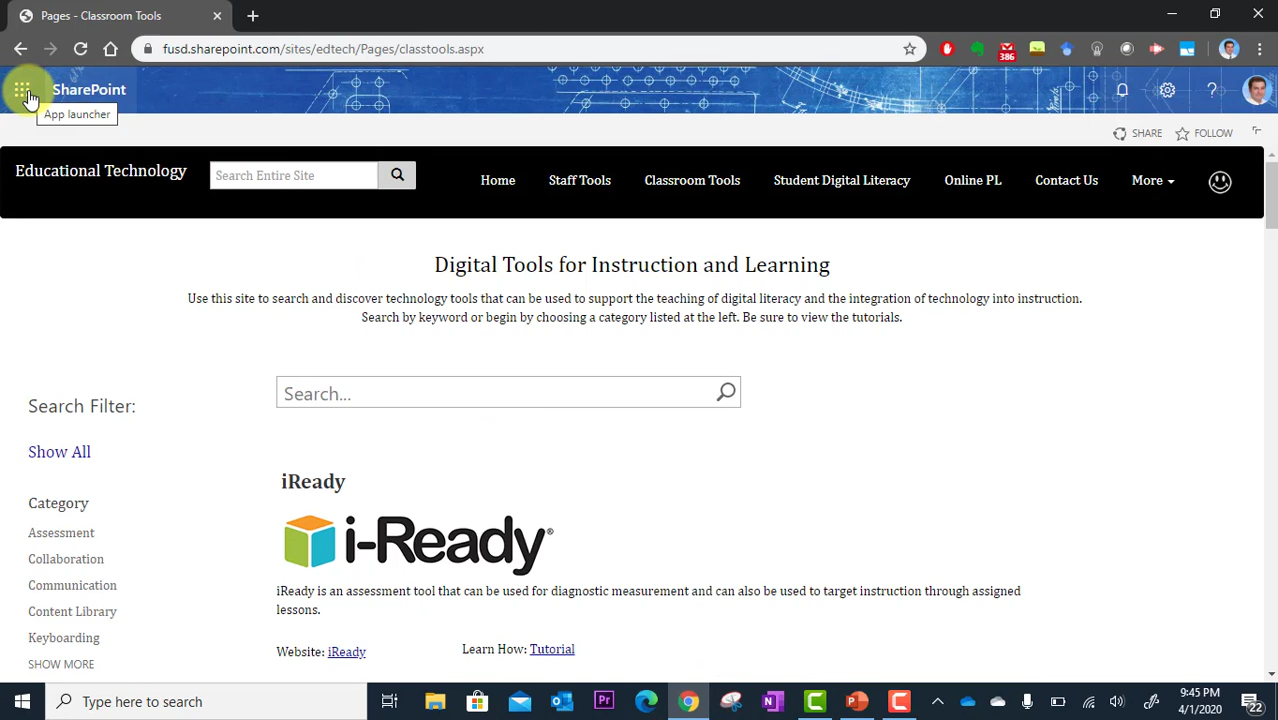 Pages - Classroom Tools
fusd.sharepoint.com/sites/edtech/Pages/classtools.aspx
386
SharePoint
App launcher
SHARE
FOLLOW
Educational Technology
Search Entire Site
Home
Staff Tools
Classroom Tools
Student Digital Literacy
Online PL
Contact Us
More
Digital Tools for Instruction and Learning
Use this site to search and discover technology tools that can be used to support the teaching of digital literacy and the integration of technology into instruction.
Search by keyword or begin by choosing a category listed at the left. Be sure to view the tutorials.
Search...
Search Filter:
Show All
Category
Assessment
Collaboration
Communication
Content Library
Keyboarding
SHOW MORE
iReady
i-Ready®
iReady is an assessment tool that can be used for diagnostic measurement and can also be used to target instruction through assigned
lessons.
Website: iReady
Learn How: Tutorial
Type here to search
9:45 PM
4/1/2020
22